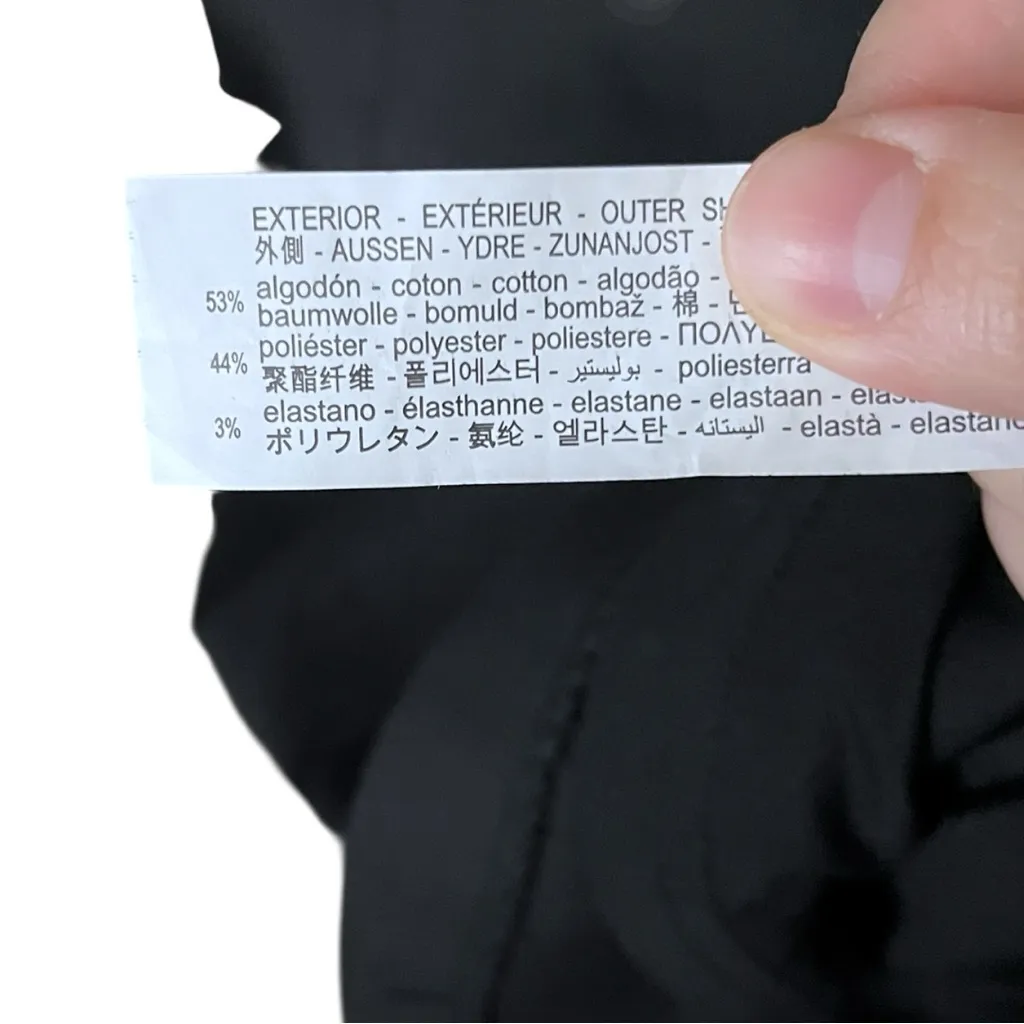 EXTERIOR - EXTÉRIEUR - OUTER
外側 - AUSSEN - YDRE - ZUNANJOST -
53% algodón - coton - cotton - algodão -
baumwolle - bomuld - bombaž - 棉 -
44% poliéster - polyester - poliestere -
聚酯纤维 - 폴리에스터 - بوليستير - poliesterra
3% elastano - élasthanne - elastane - elastaan -
ポリウレタン - 氨纶 - 엘라스탄 - اليستانه - elastà -